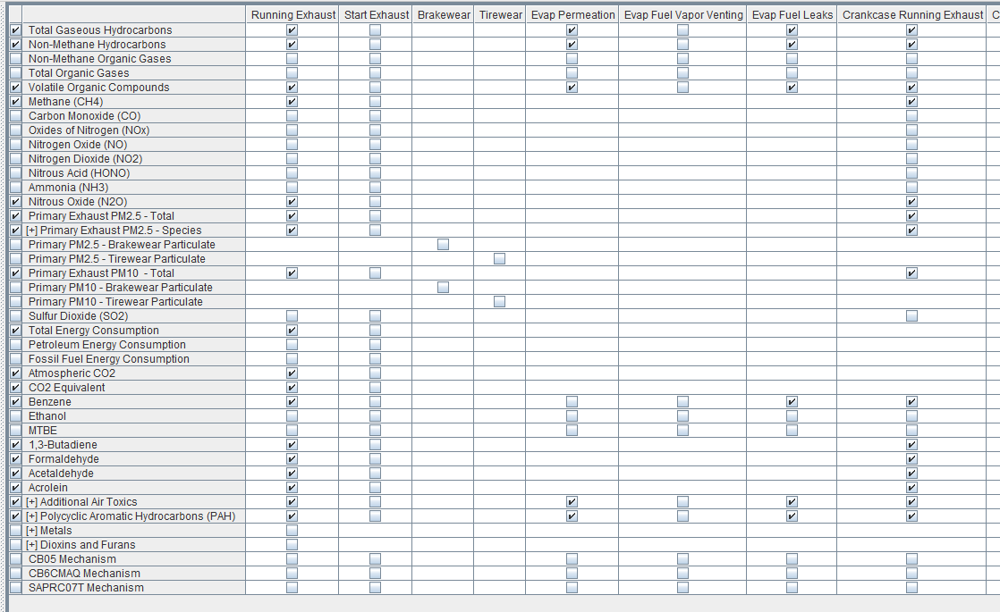 Running Exhaust Start Exhaust Brakewear Tirewear Evap Permeation Evap Fuel Vapor Venting Evap Fuel Leaks Crankcase Running Exhaust C
Total Gaseous Hydrocarbons
Non-Methane Hydrocarbons
Non-Methane Organic Gases
Total Organic Gases
Volatile Organic Compounds
Methane (CH4)
Carbon Monoxide (CO)
Oxides of Nitrogen (NOx)
Nitrogen Oxide (NO)
Nitrogen Dioxide (NO2)
Nitrous Acid (HONO)
Ammonia (NH3)
Nitrous Oxide (N2O)
Primary Exhaust PM2.5 - Total
[+] Primary Exhaust PM2.5 - Species
Primary PM2.5 - Brakewear Particulate
Primary PM2.5 - Tirewear Particulate
Primary Exhaust PM10 - Total
Primary PM10 - Brakewear Particulate
Primary PM10 - Tirewear Particulate
Sulfur Dioxide (SO2)
Total Energy Consumption
Petroleum Energy Consumption
Fossil Fuel Energy Consumption
Atmospheric CO2
CO2 Equivalent
Benzene
Ethanol
MTBE
1,3-Butadiene
Formaldehyde
Acetaldehyde
Acrolein
[+] Additional Air Toxics
[+] Polycyclic Aromatic Hydrocarbons (PAH)
[+] Metals
[+] Dioxins and Furans
CB05 Mechanism
CB6CMAQ Mechanism
SAPRC07T Mechanism